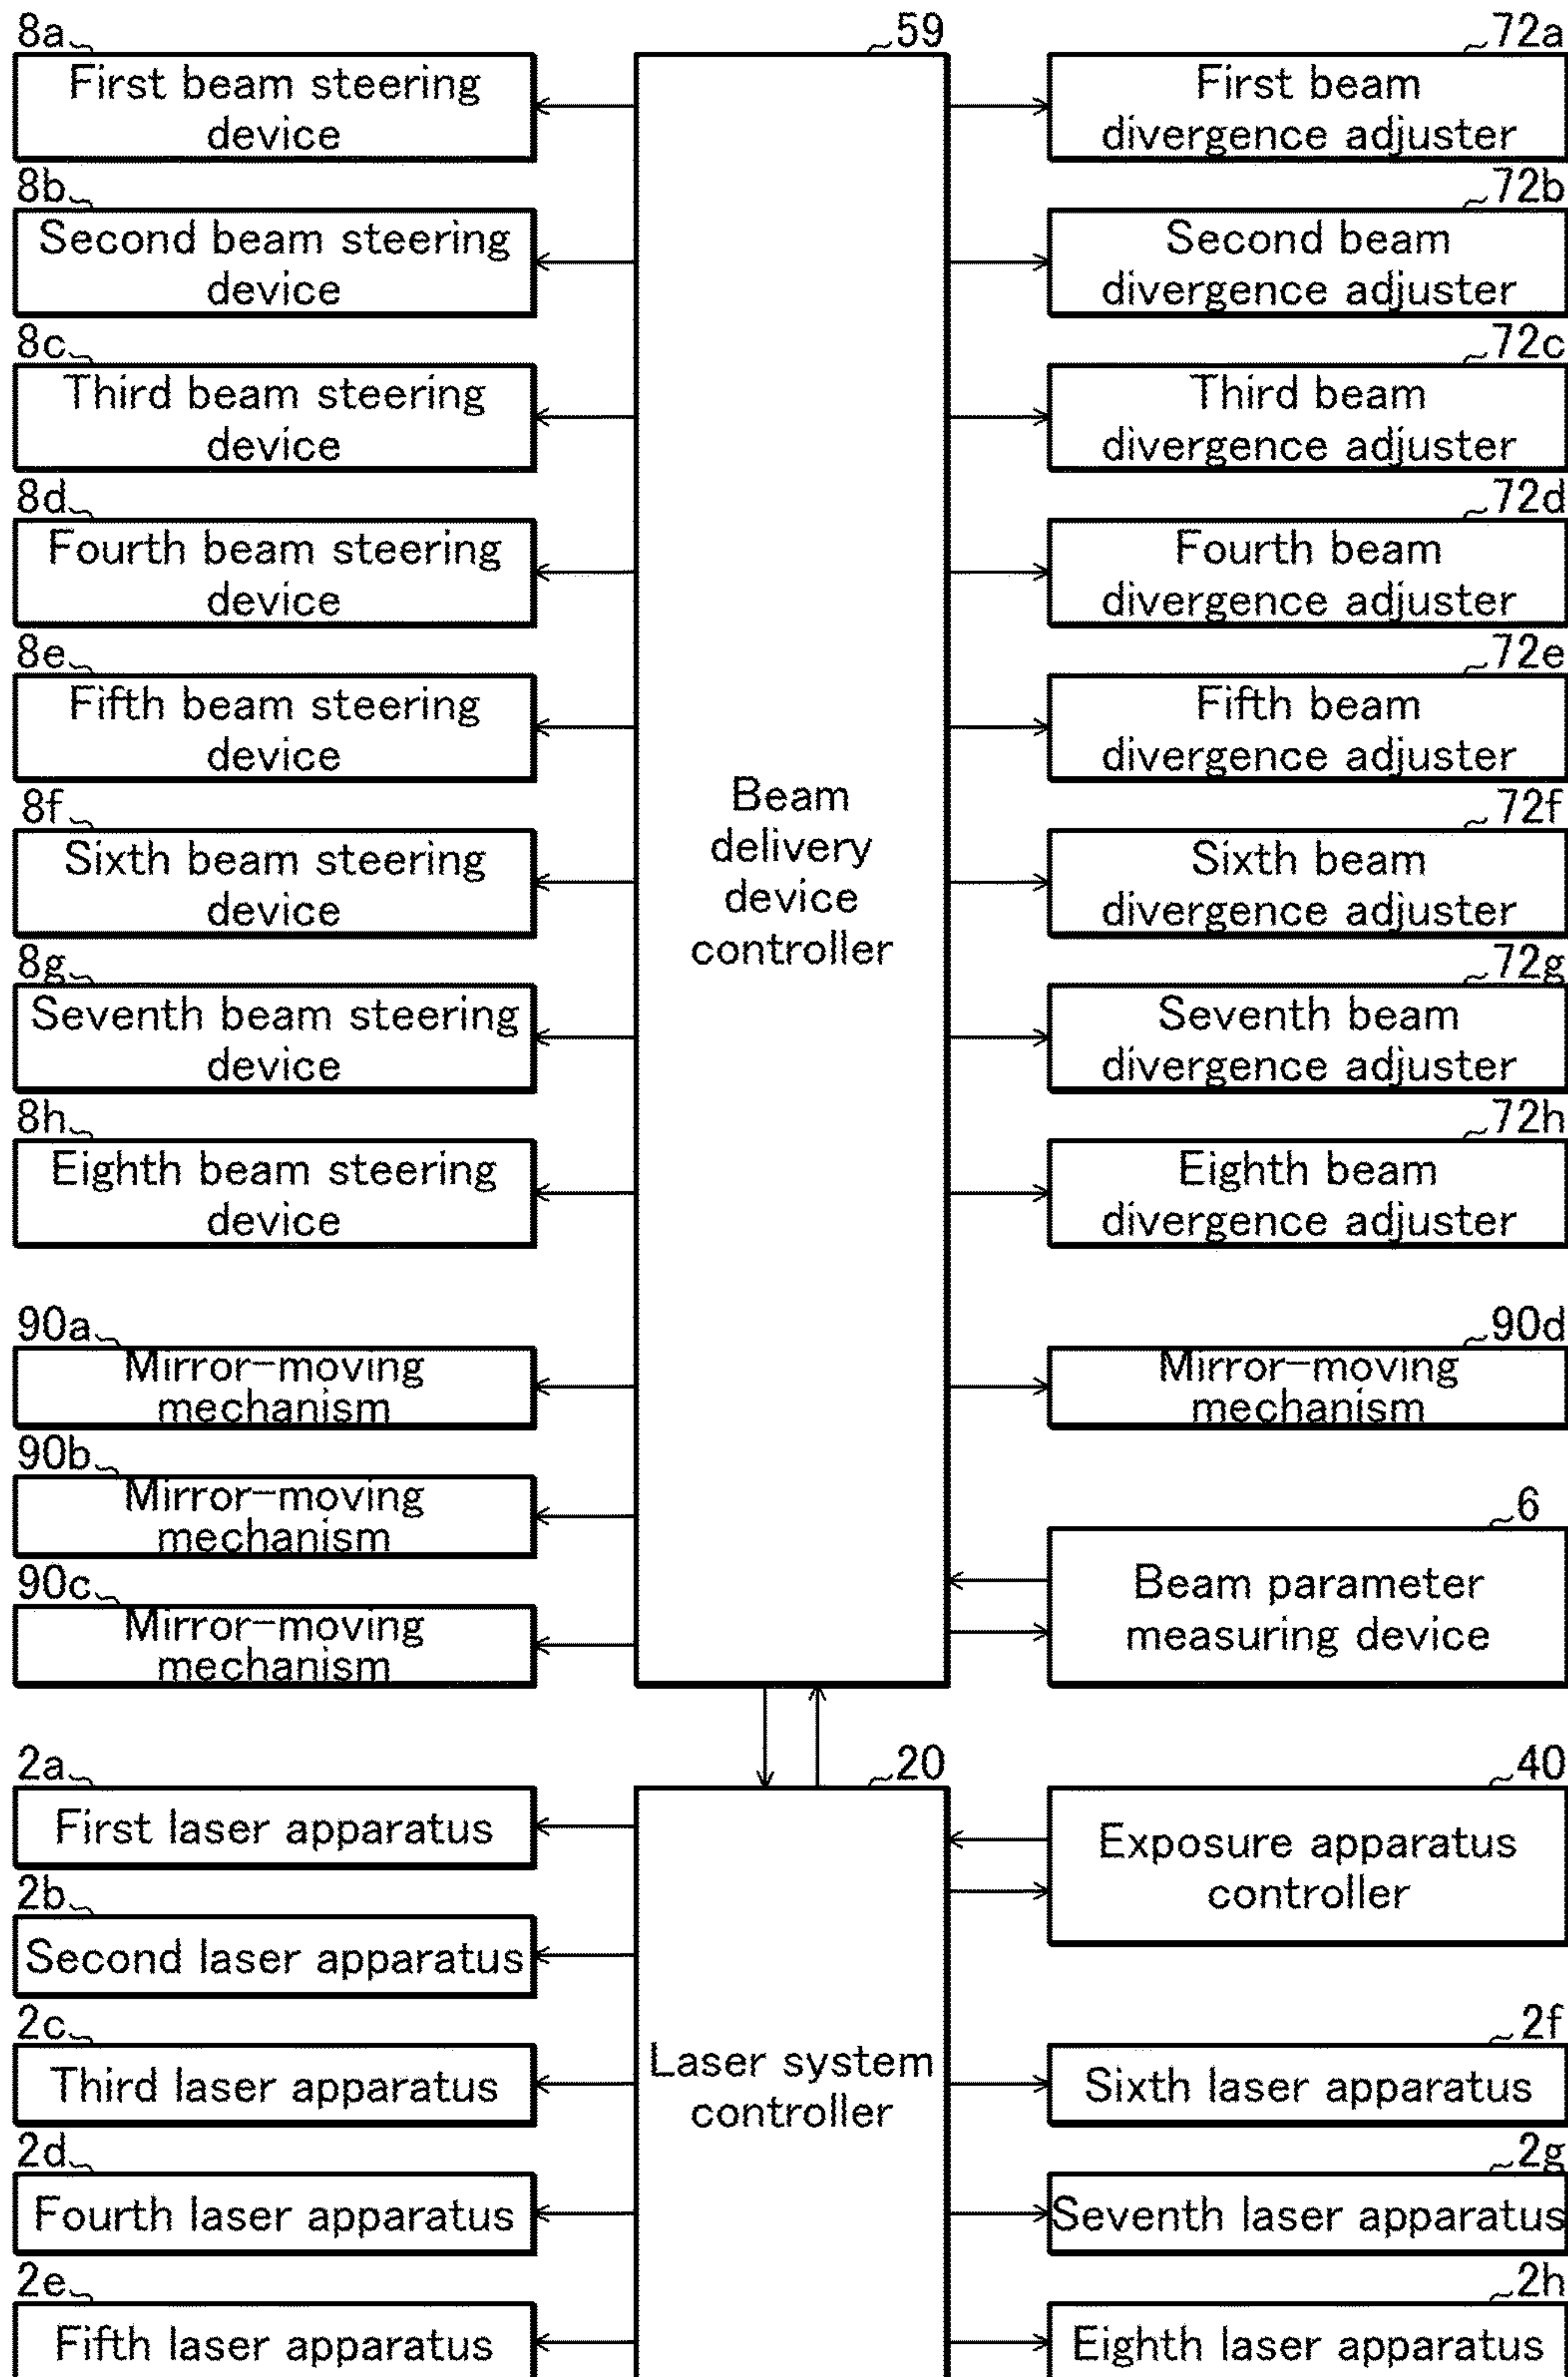 8a
First beam steering
device
8b
Second beam steering
device
8c
Third beam steering
device
8d
Fourth beam steering
device
8e
Fifth beam steering
device
8f
Sixth beam steering
device
8g
Seventh beam steering
device
8h
Eighth beam steering
device
90a
Mirror-moving
mechanism
90b
Mirror-moving
mechanism
90c
Mirror-moving
mechanism
59
Beam
delivery
device
controller
72a
First beam
divergence adjuster
72b
Second beam
divergence adjuster
72c
Third beam
divergence adjuster
72d
Fourth beam
divergence adjuster
72e
Fifth beam
divergence adjuster
72f
Sixth beam
divergence adjuster
72g
Seventh beam
divergence adjuster
72h
Eighth beam
divergence adjuster
90d
Mirror-moving
mechanism
6
Beam parameter
measuring device
2a
First laser apparatus
2b
Second laser apparatus
2c
Third laser apparatus
2d
Fourth laser apparatus
2e
Fifth laser apparatus
20
Laser system
controller
40
Exposure apparatus
controller
2f
Sixth laser apparatus
2g
Seventh laser apparatus
2h
Eighth laser apparatus